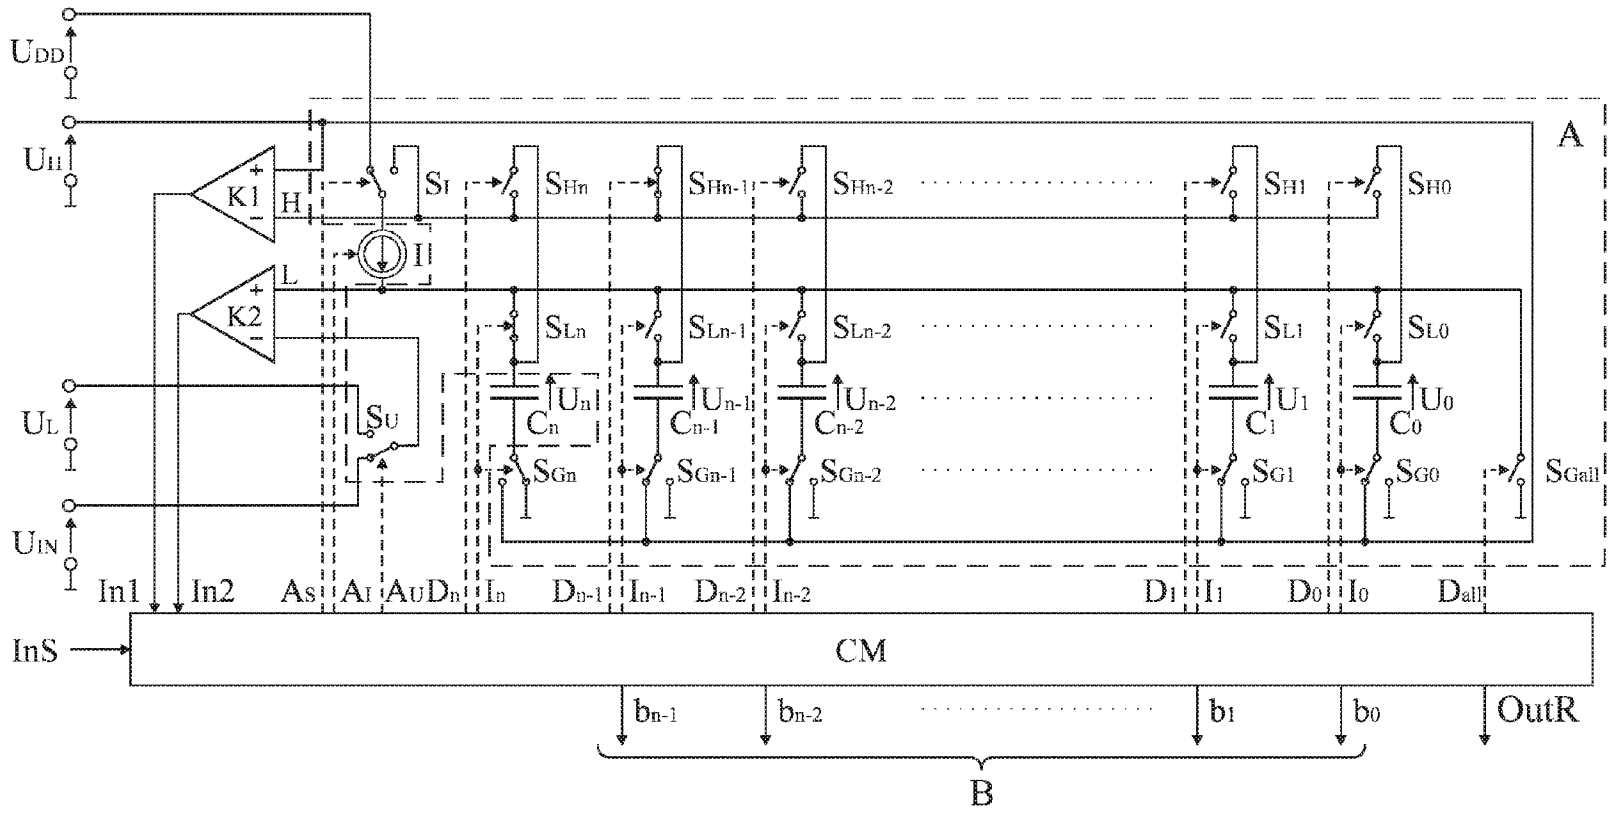 UDD
A
UH
K1
+
−
H
SI
SHn
SHn-1
SHn-2
SH1
SH0
I
L
K2
+
−
SLn
SLn-1
SLn-2
SL1
SL0
UL
SU
Un
Un-1
Un-2
U1
U0
Cn
Cn-1
Cn-2
C1
C0
SGn
SGn-1
SGn-2
SG1
SG0
SGall
UIN
In1
In2
As
AI
AU
Dn
In
Dn-1
In-1
Dn-2
In-2
D1
I1
D0
I0
Dall
InS
CM
bn-1
bn-2
b1
b0
OutR
B